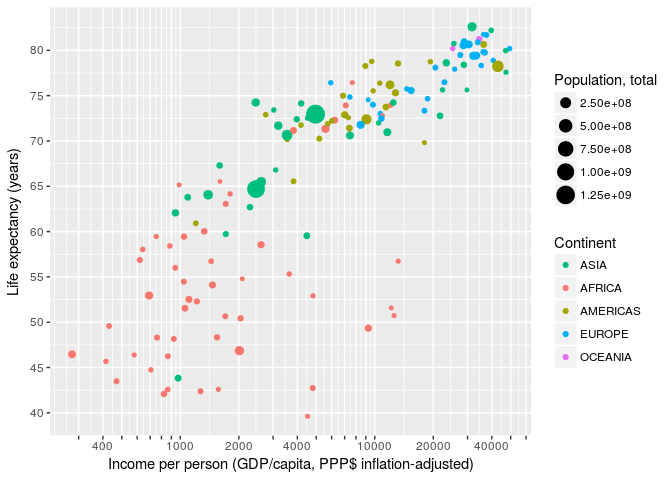 80
75
70
65
60
55
50
45
40
Life expectancy (years)
400 1000 2000 4000 10000 20000 40000
Income per person (GDP/capita, PPP$ inflation-adjusted)
Population, total
2.50e+08
5.00e+08
7.50e+08
1.00e+09
1.25e+09
Continent
ASIA
AFRICA
AMERICAS
EUROPE
OCEANIA